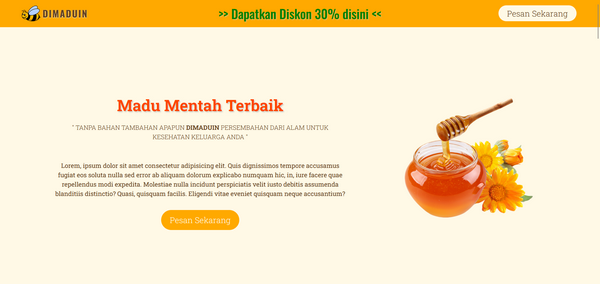 DIMADUIN
>> Dapatkan Diskon 30% disini <<
Pesan Sekarang
Madu Mentah Terbaik
" TANPA BAHAN TAMBAHAN APAPUN DIMADUIN PERSEMBAHAN DARI ALAM UNTUK
KESEHATAN KELUARGA ANDA "
Lorem, ipsum dolor sit amet consectetur adipisicing elit. Quis dignissimos tempore accusamus
fugiat eos soluta nulla sed error ab aliquam dolorum explicabo numquam hic, in, iure facere quae
repellendus modi expedita. Molestiae nulla incidunt perspiciatis velit iusto debitis assumenda
blanditiis distinctio? Quasi, quisquam facilis. Eligendi vitae eveniet quisquam neque accusantium?
Pesan Sekarang